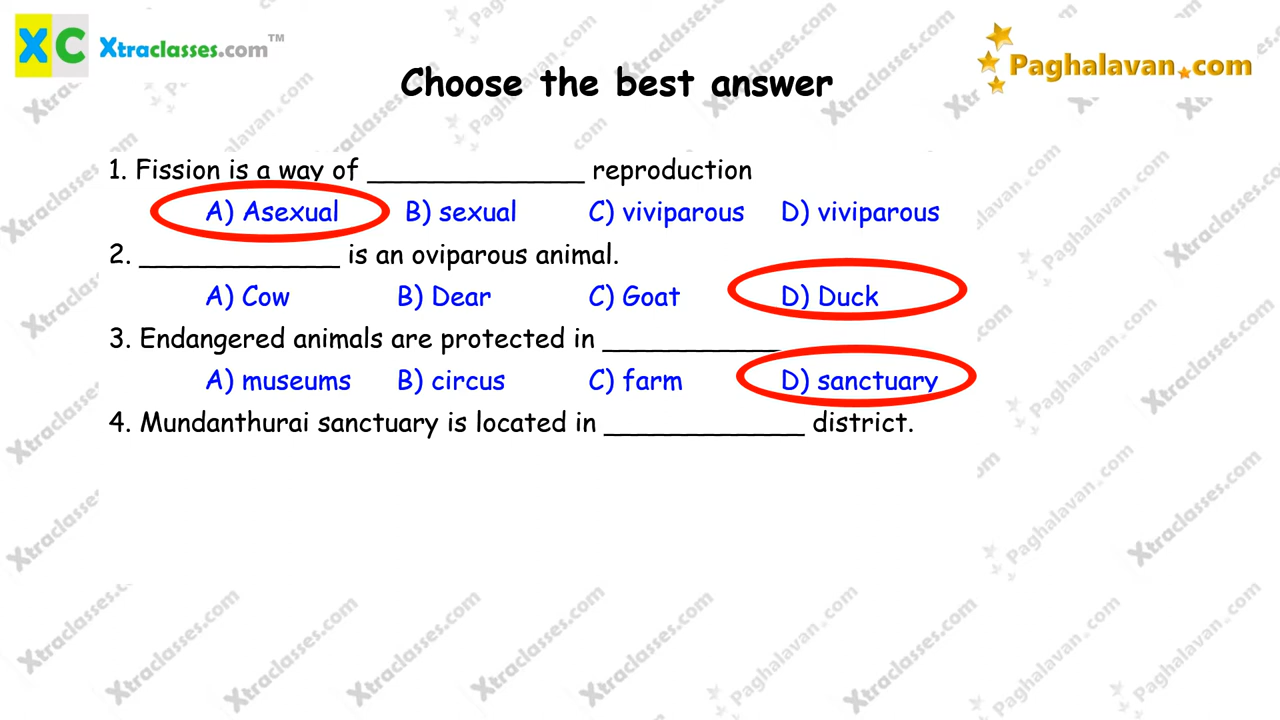 XC Xtraclasses.com™
Paghalavan.com
Choose the best answer
1. Fission is a way of ______________ reproduction
A) Asexual B) sexual C) viviparous D) viviparous
2. _____________ is an oviparous animal.
A) Cow B) Dear C) Goat D) Duck
3. Endangered animals are protected in ____________
A) museums B) circus C) farm D) sanctuary
4. Mundanthurai sanctuary is located in _____________ district.